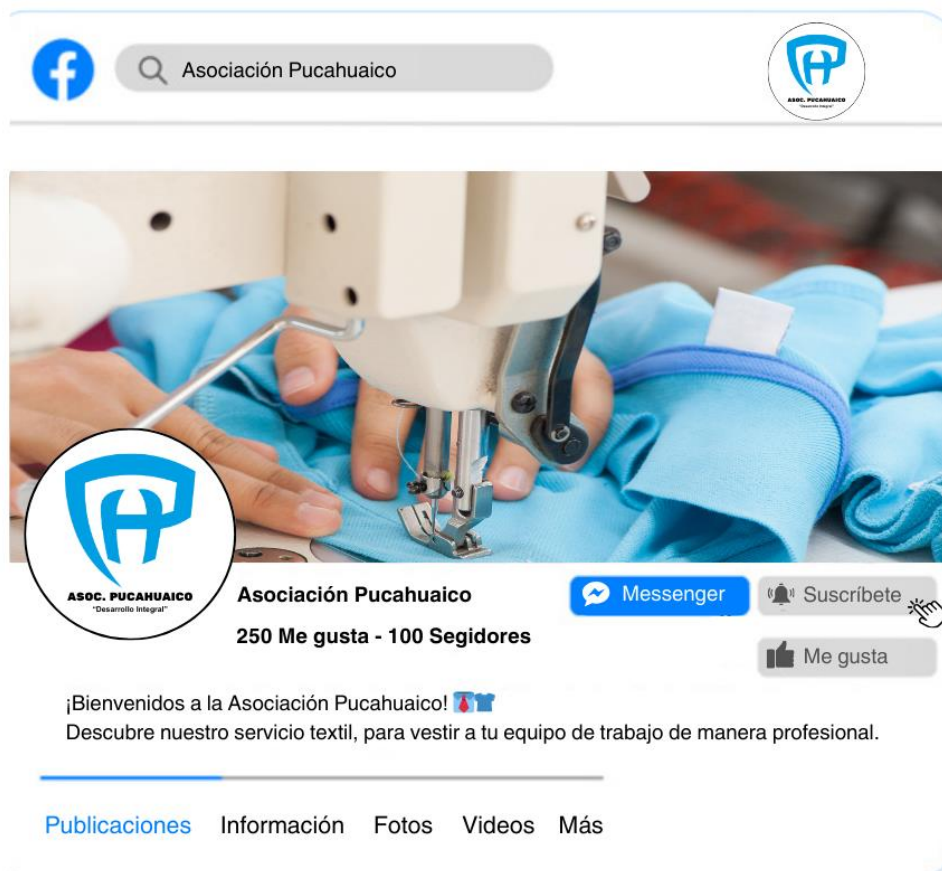 Asociación Pucahuaico
ASOC. PUCAHUAICO
"Desarrollo Integral"
ASOC. PUCAHUAICO
"Desarrollo Integral"
Asociación Pucahuaico
250 Me gusta - 100 Segidores
Messenger
Suscríbete
Me gusta
¡Bienvenidos a la Asociación Pucahuaico! 👔👕
Descubre nuestro servicio textil, para vestir a tu equipo de trabajo de manera profesional.
Publicaciones Información Fotos Videos Más